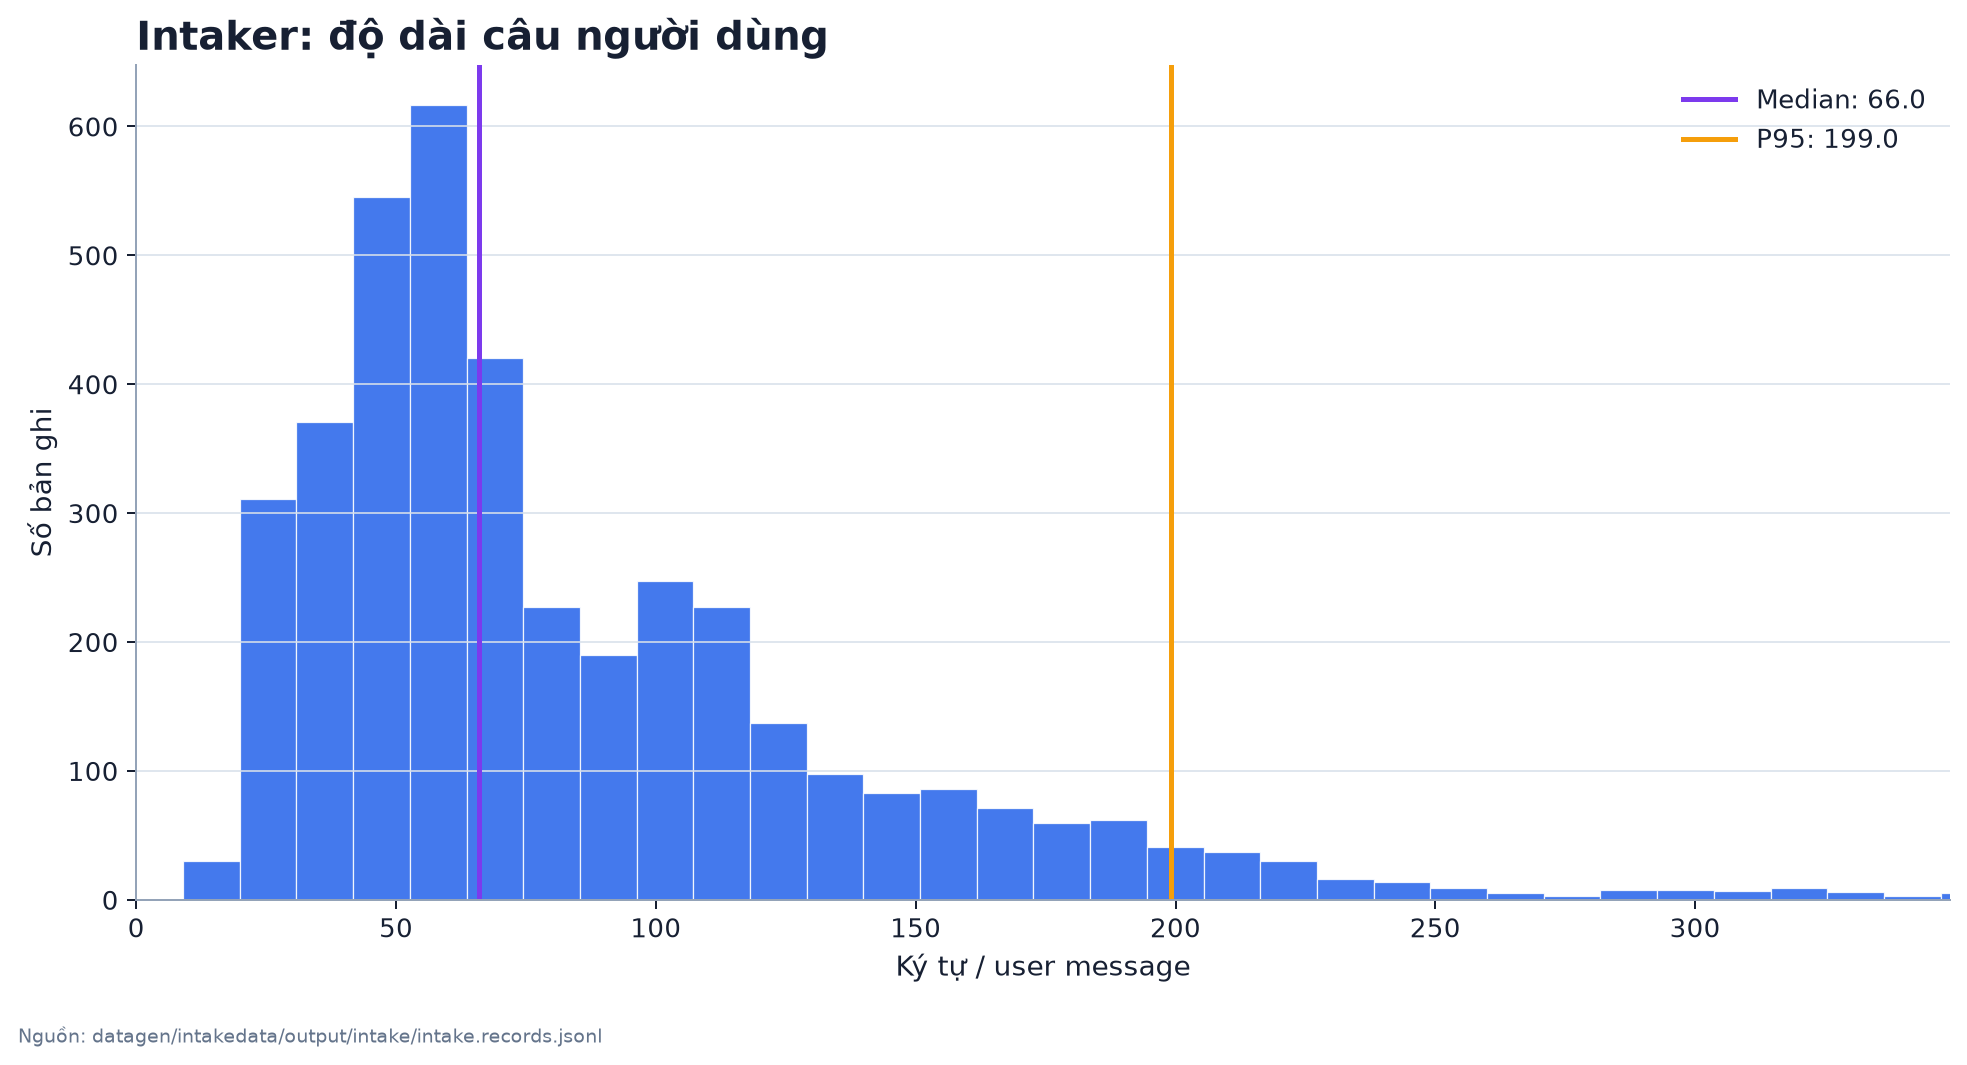 Intaker: độ dài câu người dùng
Median: 66.0
P95: 199.0
600
500
400
300
200
100
0
Số bản ghi
0 50 100 150 200 250 300
Ký tự / user message
Nguồn: datagen/intakedata/output/intake/intake.records.jsonl